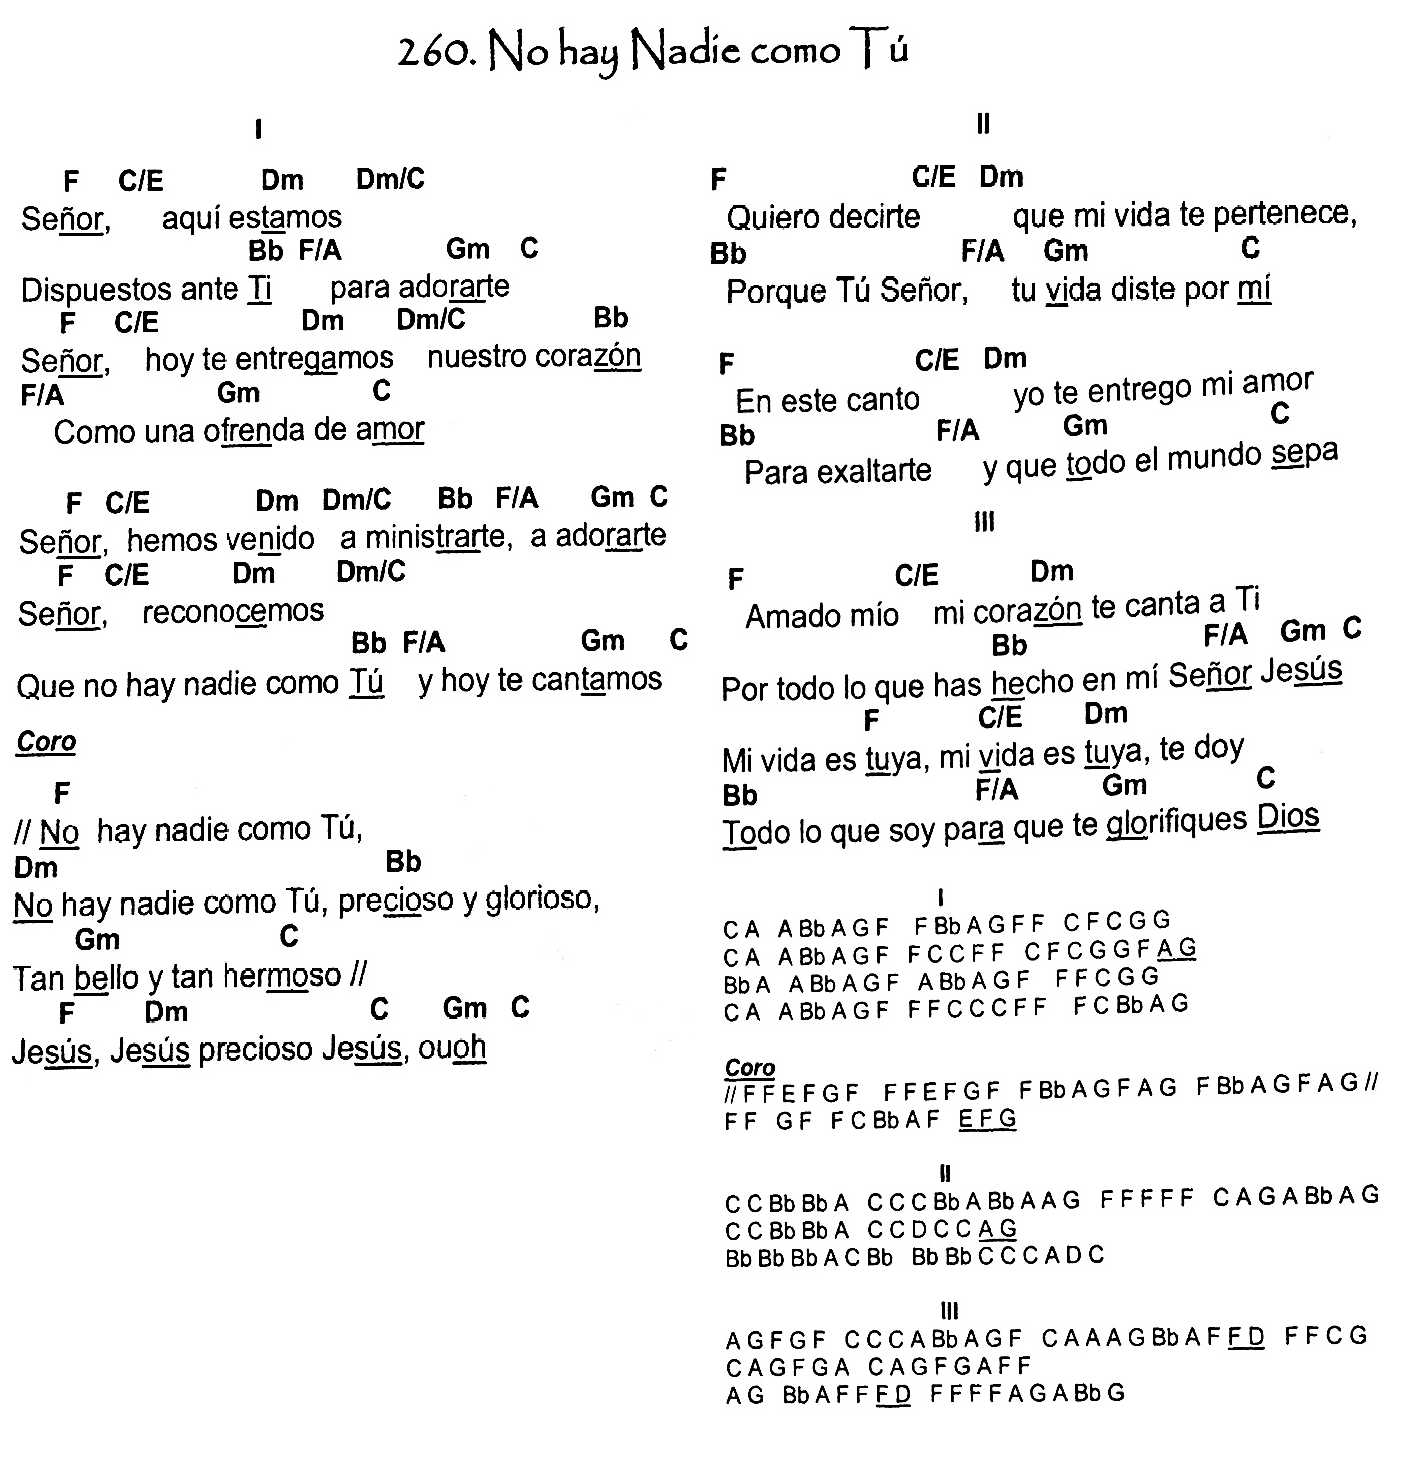 260. No hay Nadie como Tú
I
F C/E Dm Dm/C
Señor, aquí estamos
Bb F/A Gm C
Dispuestos ante Ti para adorarte
F C/E Dm Dm/C Bb
Señor, hoy te entregamos nuestro corazón
F/A Gm C
Como una ofrenda de amor
F C/E Dm Dm/C Bb F/A Gm C
Señor, hemos venido a ministrarte, a adorarte
F C/E Dm Dm/C
Señor, reconocemos
Bb F/A Gm C
Que no hay nadie como Tú y hoy te cantamos
Coro
F
// No hay nadie como Tú,
Dm Bb
No hay nadie como Tú, precioso y glorioso,
Gm C
Tan bello y tan hermoso //
F Dm C Gm C
Jesús, Jesús precioso Jesús, ouoh
II
F C/E Dm
Quiero decirte que mi vida te pertenece,
Bb F/A Gm C
Porque Tú Señor, tu vida diste por mí
F C/E Dm
En este canto yo te entrego mi amor
Bb F/A Gm C
Para exaltarte y que todo el mundo sepa
III
F C/E Dm
Amado mío mi corazón te canta a Ti
Bb F/A Gm C
Por todo lo que has hecho en mí Señor Jesús
F C/E Dm
Mi vida es tuya, mi vida es tuya, te doy
Bb F/A Gm C
Todo lo que soy para que te glorifiques Dios
I
C A A Bb A G F F Bb A G F F C F C G G
C A A Bb A G F F C C F F C F C G G F A G
Bb A A Bb A G F A Bb A G F F F C G G
C A A Bb A G F F F C C C F F F C Bb A G
Coro
// F F E F G F F F E F G F F Bb A G F A G F Bb A G F A G //
F F G F F C Bb A F E F G
II
C C Bb Bb A C C C Bb A Bb A A G F F F F F C A G A Bb A G
C C Bb Bb A C C D C C A G
Bb Bb Bb A C Bb Bb Bb C C C A D C
III
A G F G F C C C A Bb A G F C A A A G Bb A F F D F F C G
C A G F G A C A G F G A F F
A G Bb A F F F D F F F F A G A Bb G